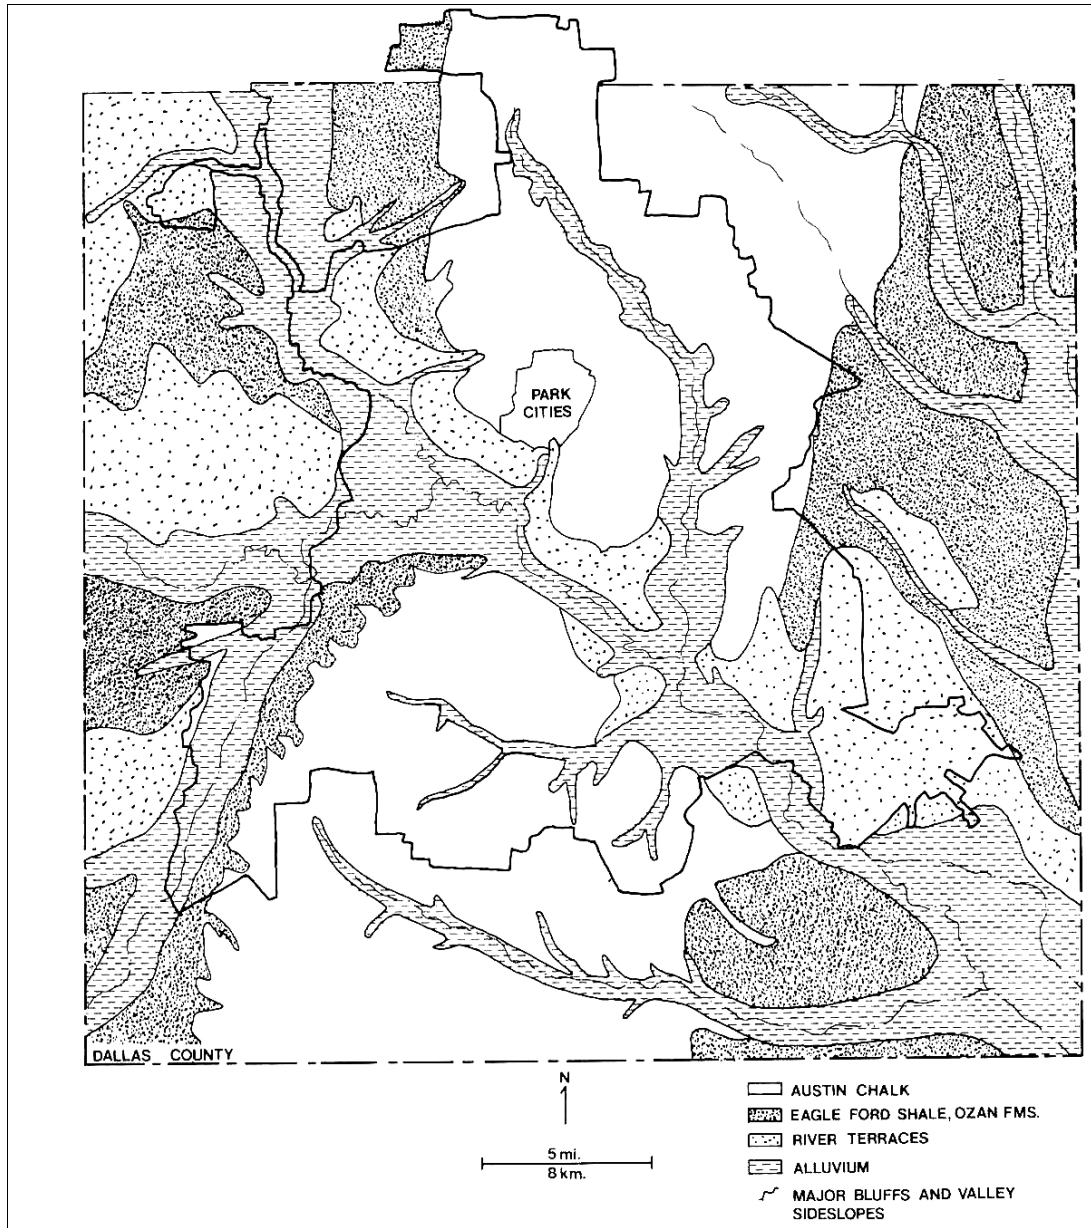 PARK
CITIES
DALLAS COUNTY
N
5 mi.
8 km.
AUSTIN CHALK
EAGLE FORD SHALE, OZAN FMS.
RIVER TERRACES
ALLUVIUM
MAJOR BLUFFS AND VALLEY
SIDESLOPES